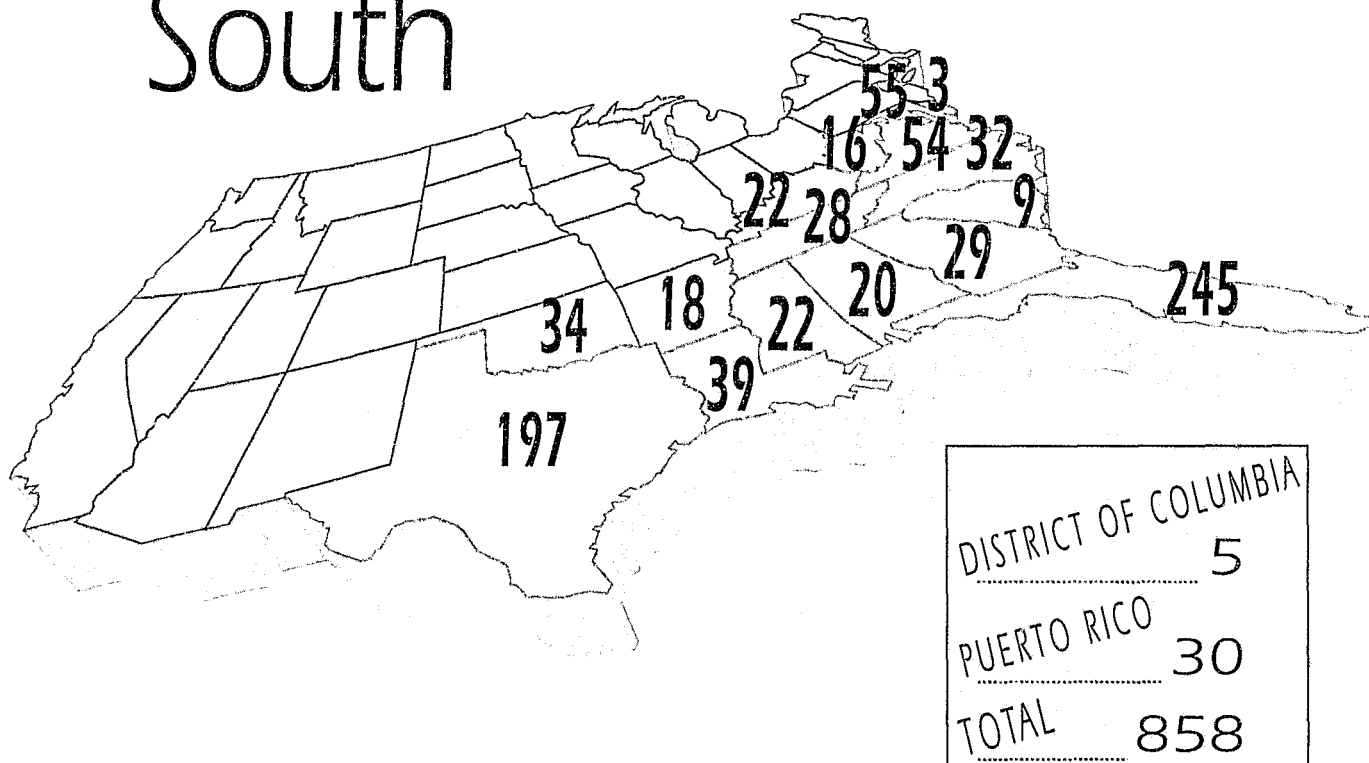 South
55 3
16 54 32
22 28 9
29
34 18 22 20 245
39
197
DISTRICT OF COLUMBIA
5
PUERTO RICO 30
TOTAL 858